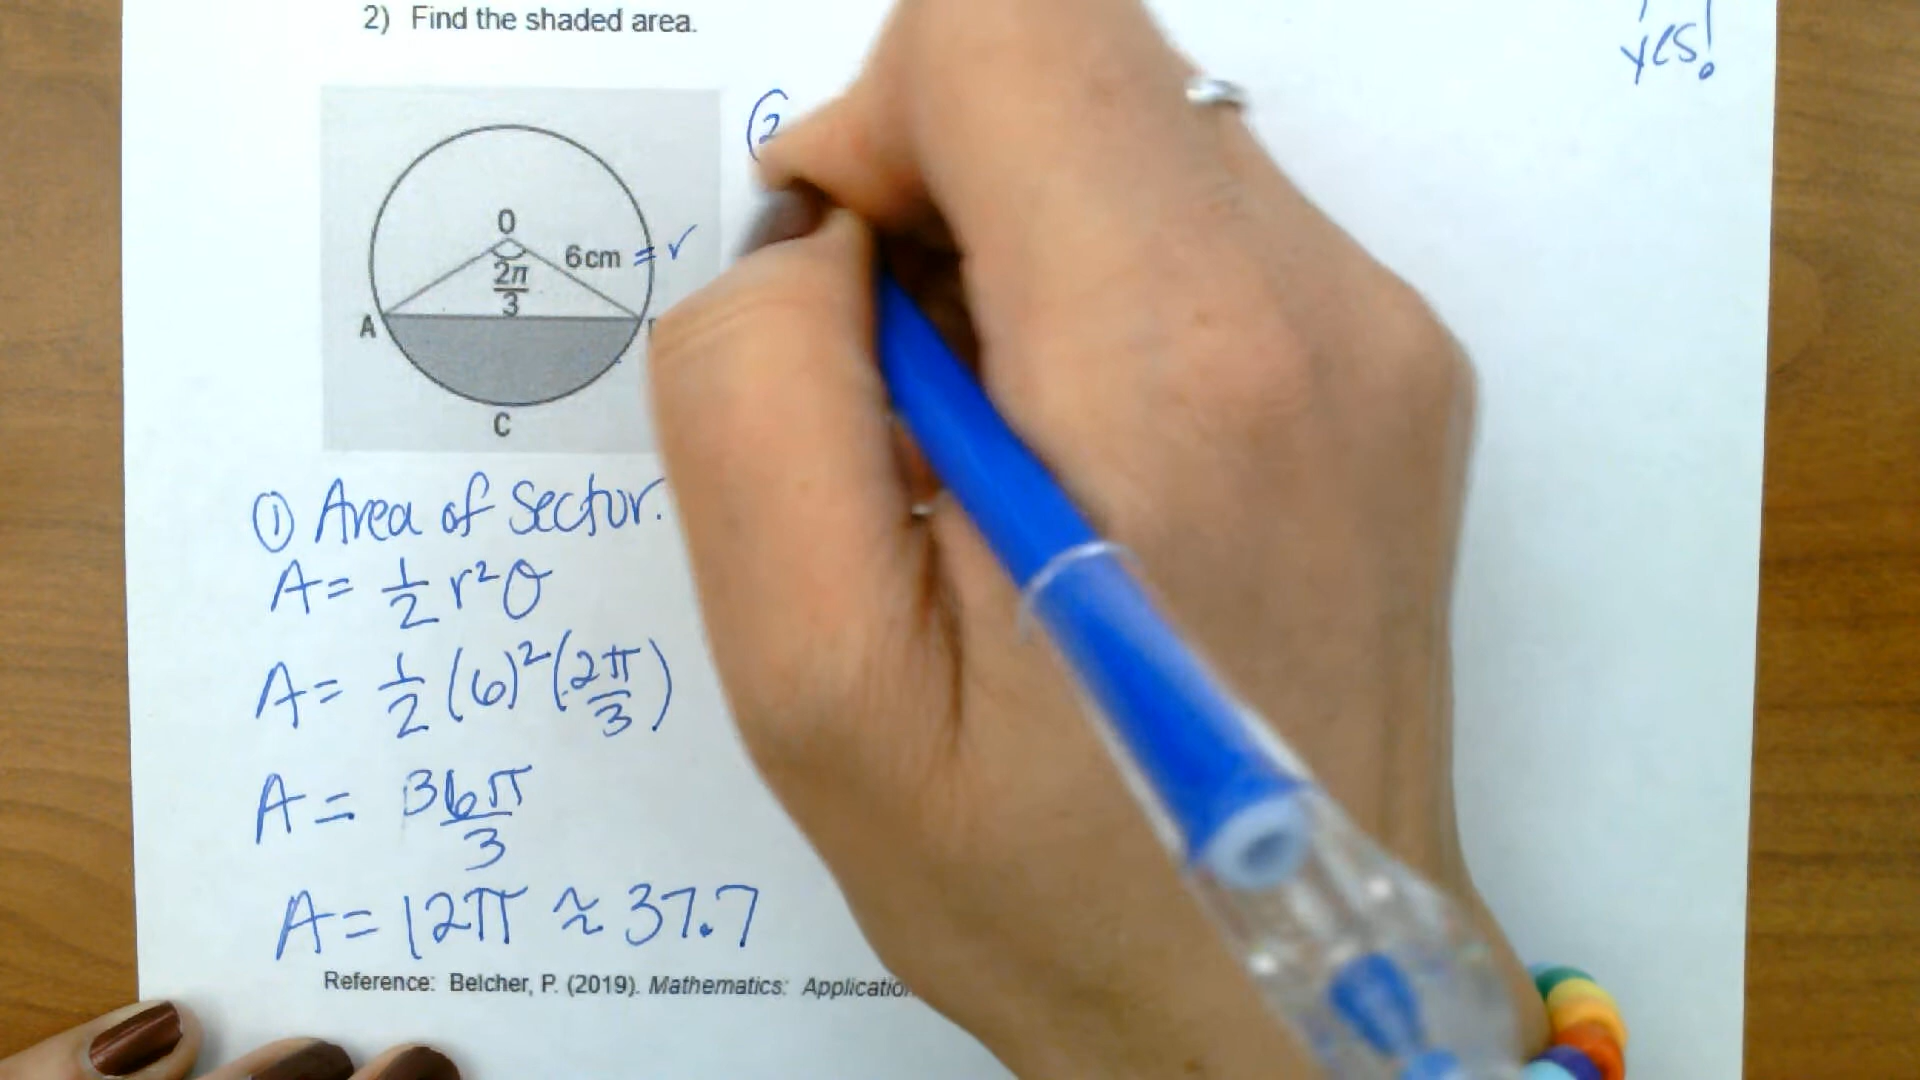 2) Find the shaded area.
yes!
2
O
6cm = r
2π
3
A
C
① Area of Sector.
A = 1/2 r²θ
A = 1/2 (6)² (2π/3)
A = 36π/3
A = 12π ≈ 37.7
Reference: Belcher, P. (2019). Mathematics: